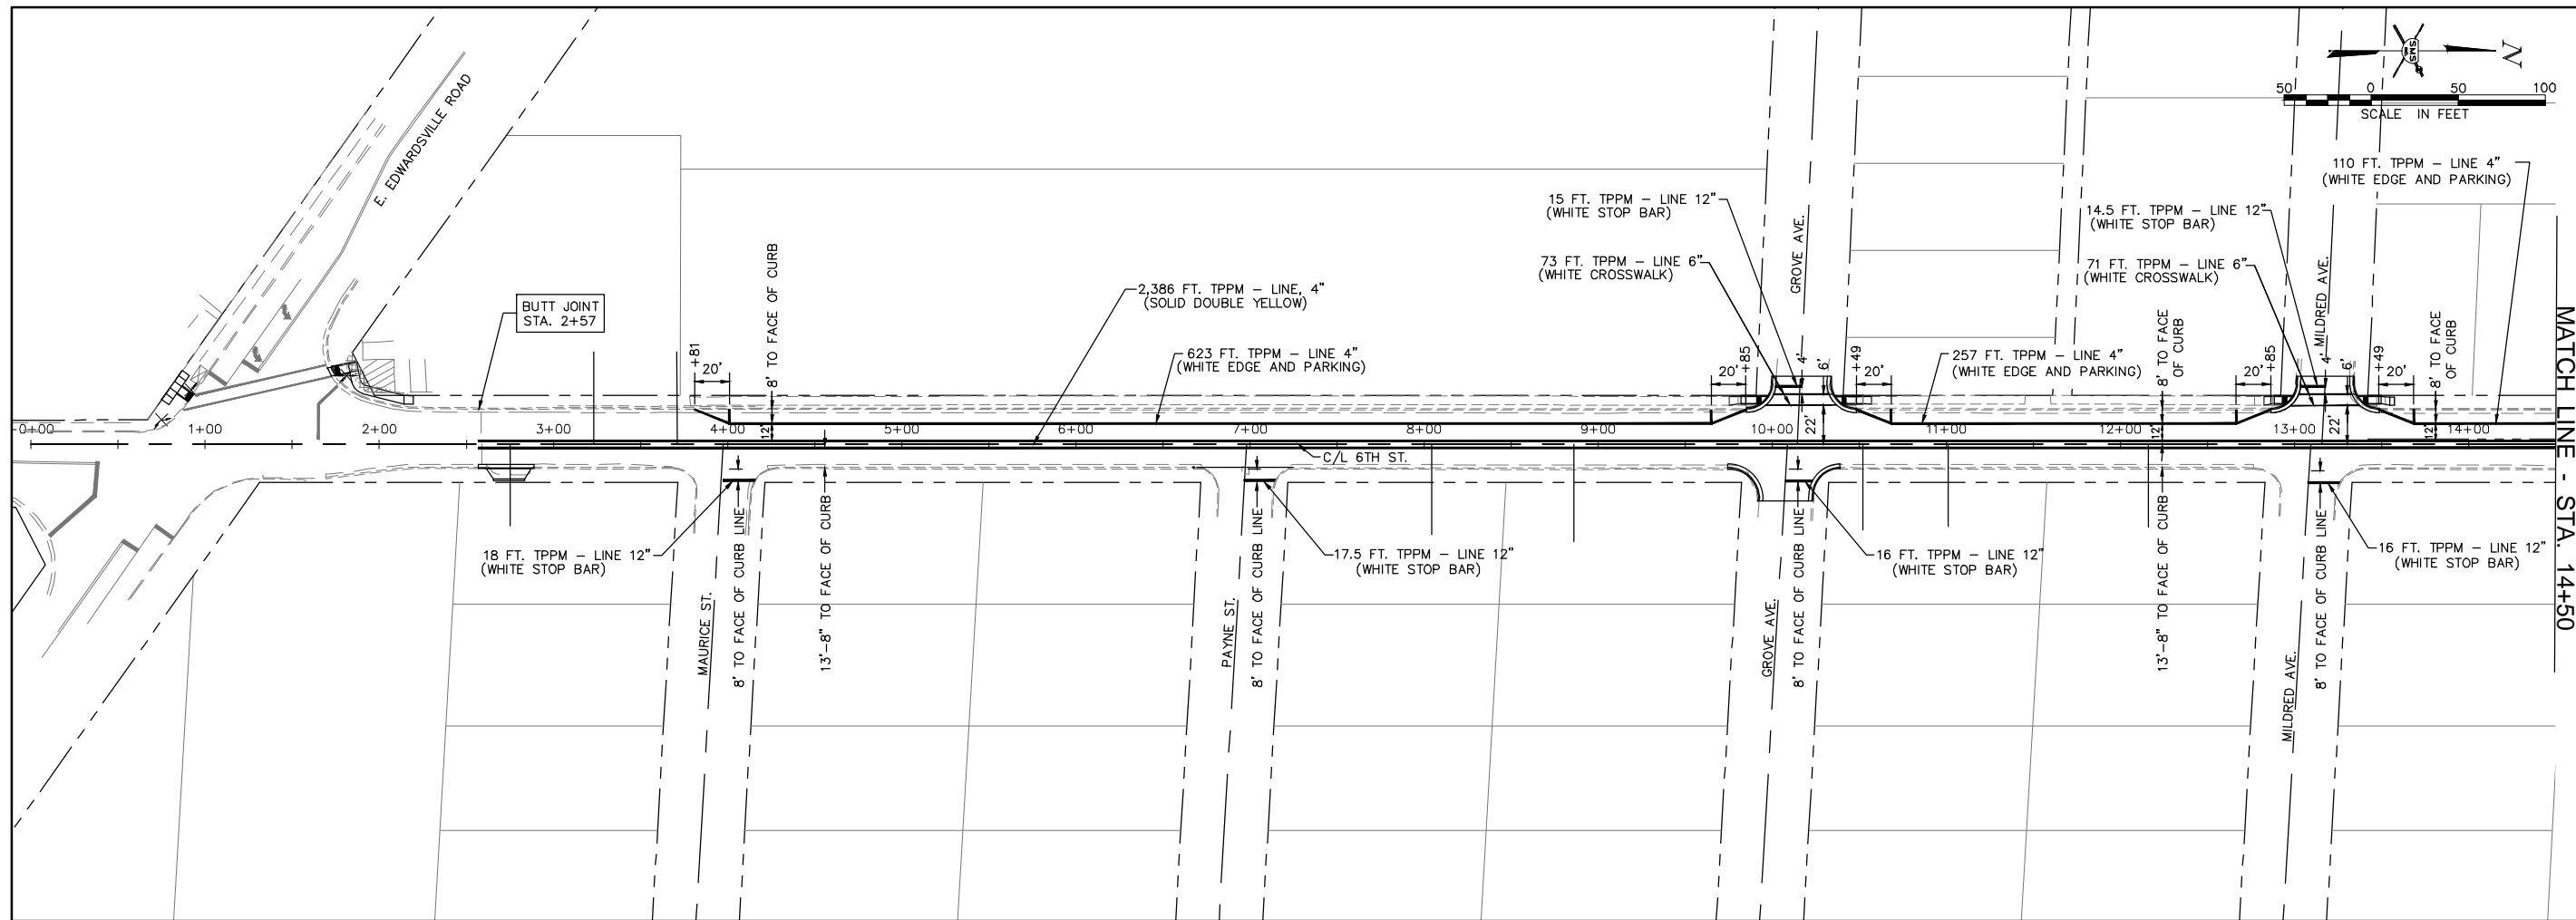 E. EDWARDSVILLE ROAD
N
SMS
50 0 50 100
SCALE IN FEET
110 FT. TPPM – LINE 4"
(WHITE EDGE AND PARKING)
15 FT. TPPM – LINE 12"
(WHITE STOP BAR)
GROVE AVE.
14.5 FT. TPPM – LINE 12"
(WHITE STOP BAR)
73 FT. TPPM – LINE 6"
(WHITE CROSSWALK)
71 FT. TPPM – LINE 6"
(WHITE CROSSWALK)
MILDRED AVE.
BUTT JOINT
STA. 2+57
8' TO FACE OF CURB
2,386 FT. TPPM – LINE, 4"
(SOLID DOUBLE YELLOW)
8' TO FACE
OF CURB
8' TO FACE
OF CURB
MATCH LINE - STA. 14+50
+81
20'
623 FT. TPPM – LINE 4"
(WHITE EDGE AND PARKING)
20'
+85
4'
6'
+49
20'
257 FT. TPPM – LINE 4"
(WHITE EDGE AND PARKING)
20'
+85
4'
6'
+49
20'
12'
22'
12'
22'
12'
0+00 1+00 2+00 3+00 4+00 5+00 6+00 7+00 8+00 9+00 10+00 11+00 12+00 13+00 14+00
C/L 6TH ST.
18 FT. TPPM – LINE 12"
(WHITE STOP BAR)
MAURICE ST.
8' TO FACE OF CURB LINE
13'–8" TO FACE OF CURB
PAYNE ST.
8' TO FACE OF CURB LINE
17.5 FT. TPPM – LINE 12"
(WHITE STOP BAR)
GROVE AVE.
8' TO FACE OF CURB LINE
16 FT. TPPM – LINE 12"
(WHITE STOP BAR)
13'–8" TO FACE OF CURB
MILDRED AVE.
8' TO FACE OF CURB LINE
16 FT. TPPM – LINE 12"
(WHITE STOP BAR)